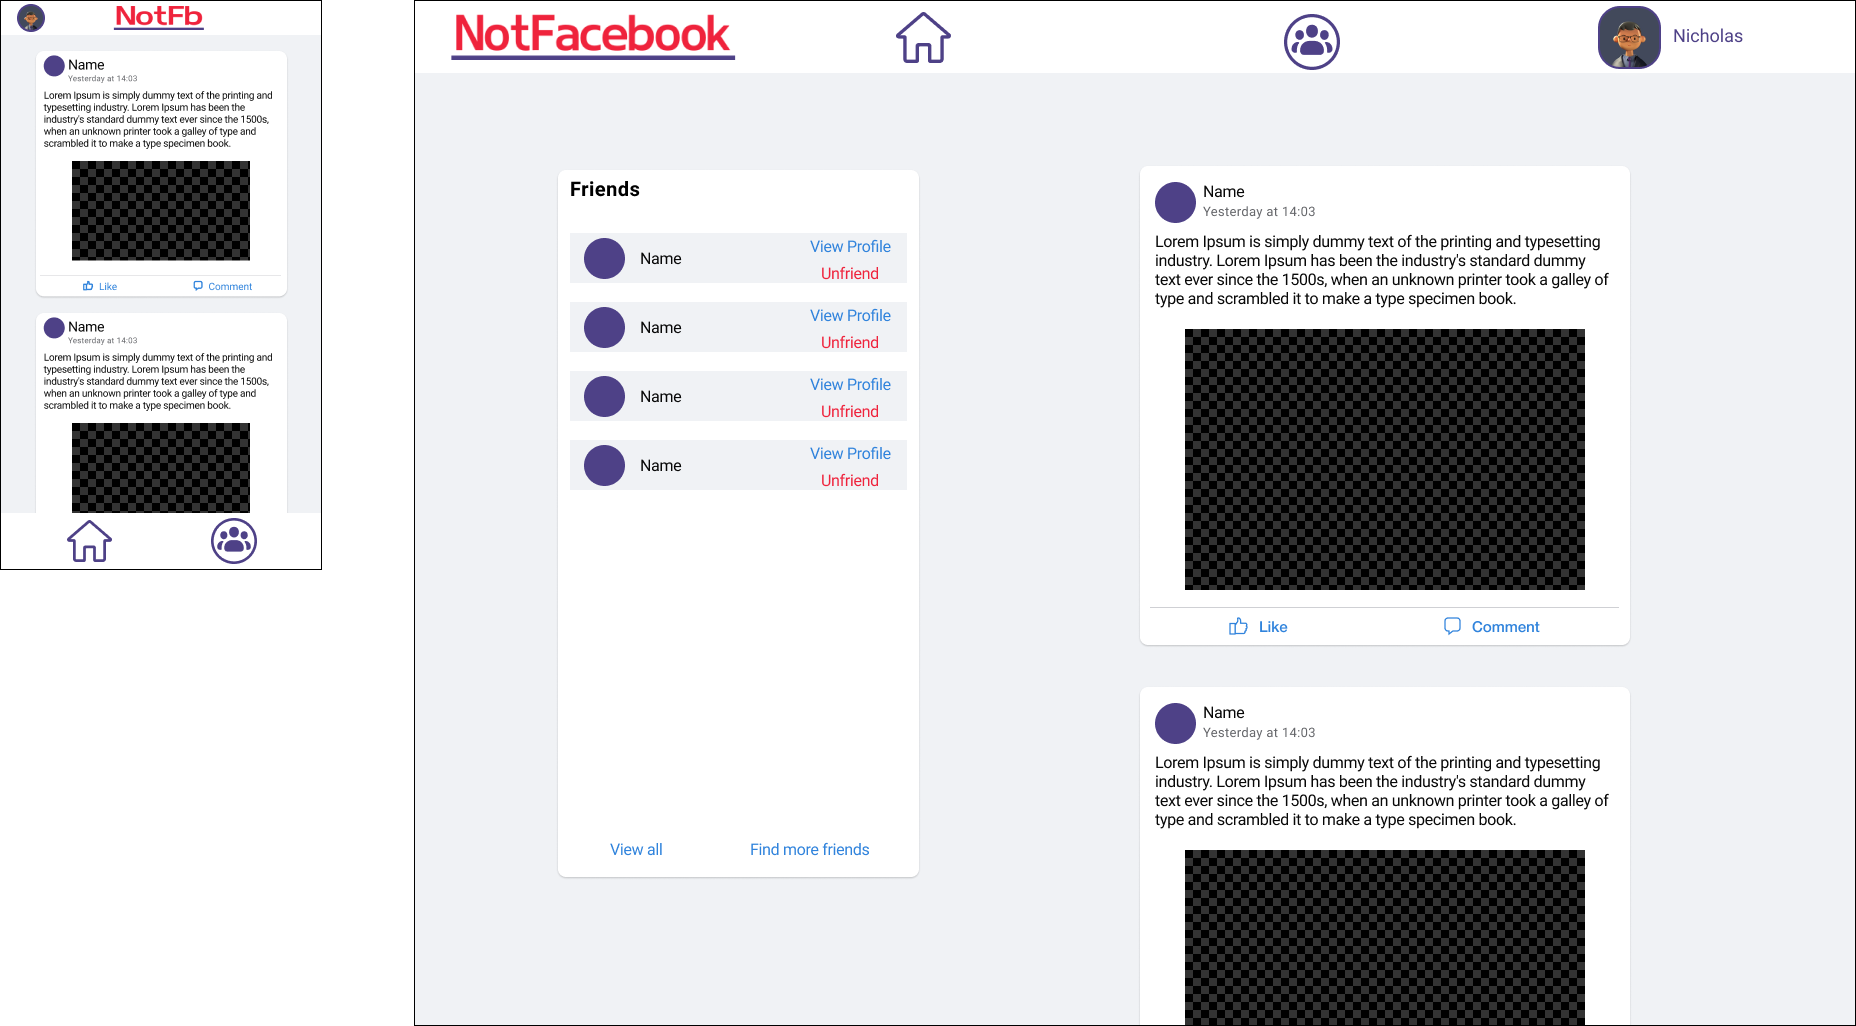 NotFb
Name
Yesterday at 14:03
Lorem Ipsum is simply dummy text of the printing and
typesetting industry. Lorem Ipsum has been the
industry's standard dummy text ever since the 1500s,
when an unknown printer took a galley of type and
scrambled it to make a type specimen book.
Like
Comment
Name
Yesterday at 14:03
Lorem Ipsum is simply dummy text of the printing and
typesetting industry. Lorem Ipsum has been the
industry's standard dummy text ever since the 1500s,
when an unknown printer took a galley of type and
scrambled it to make a type specimen book.
NotFacebook
Nicholas
Friends
Name
View Profile
Unfriend
Name
View Profile
Unfriend
Name
View Profile
Unfriend
Name
View Profile
Unfriend
View all
Find more friends
Name
Yesterday at 14:03
Lorem Ipsum is simply dummy text of the printing and typesetting
industry. Lorem Ipsum has been the industry's standard dummy
text ever since the 1500s, when an unknown printer took a galley of
type and scrambled it to make a type specimen book.
Like
Comment
Name
Yesterday at 14:03
Lorem Ipsum is simply dummy text of the printing and typesetting
industry. Lorem Ipsum has been the industry's standard dummy
text ever since the 1500s, when an unknown printer took a galley of
type and scrambled it to make a type specimen book.